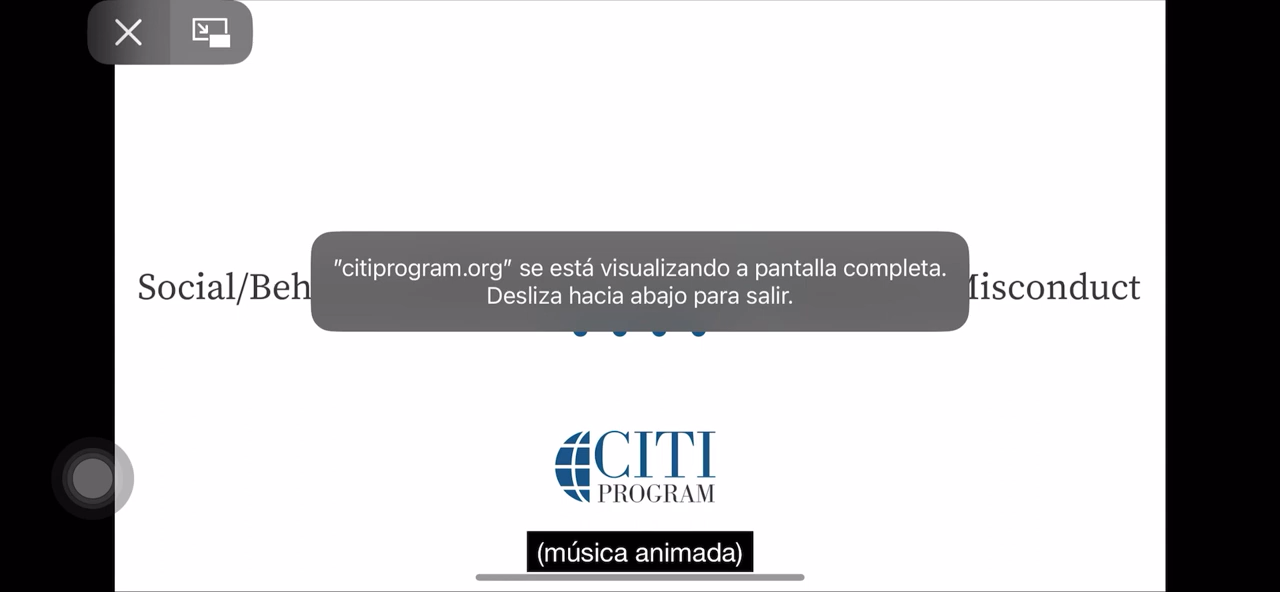 "citiprogram.org" se está visualizando a pantalla completa.
Desliza hacia abajo para salir.
Social/Beh Misconduct
CITI
PROGRAM
(música animada)